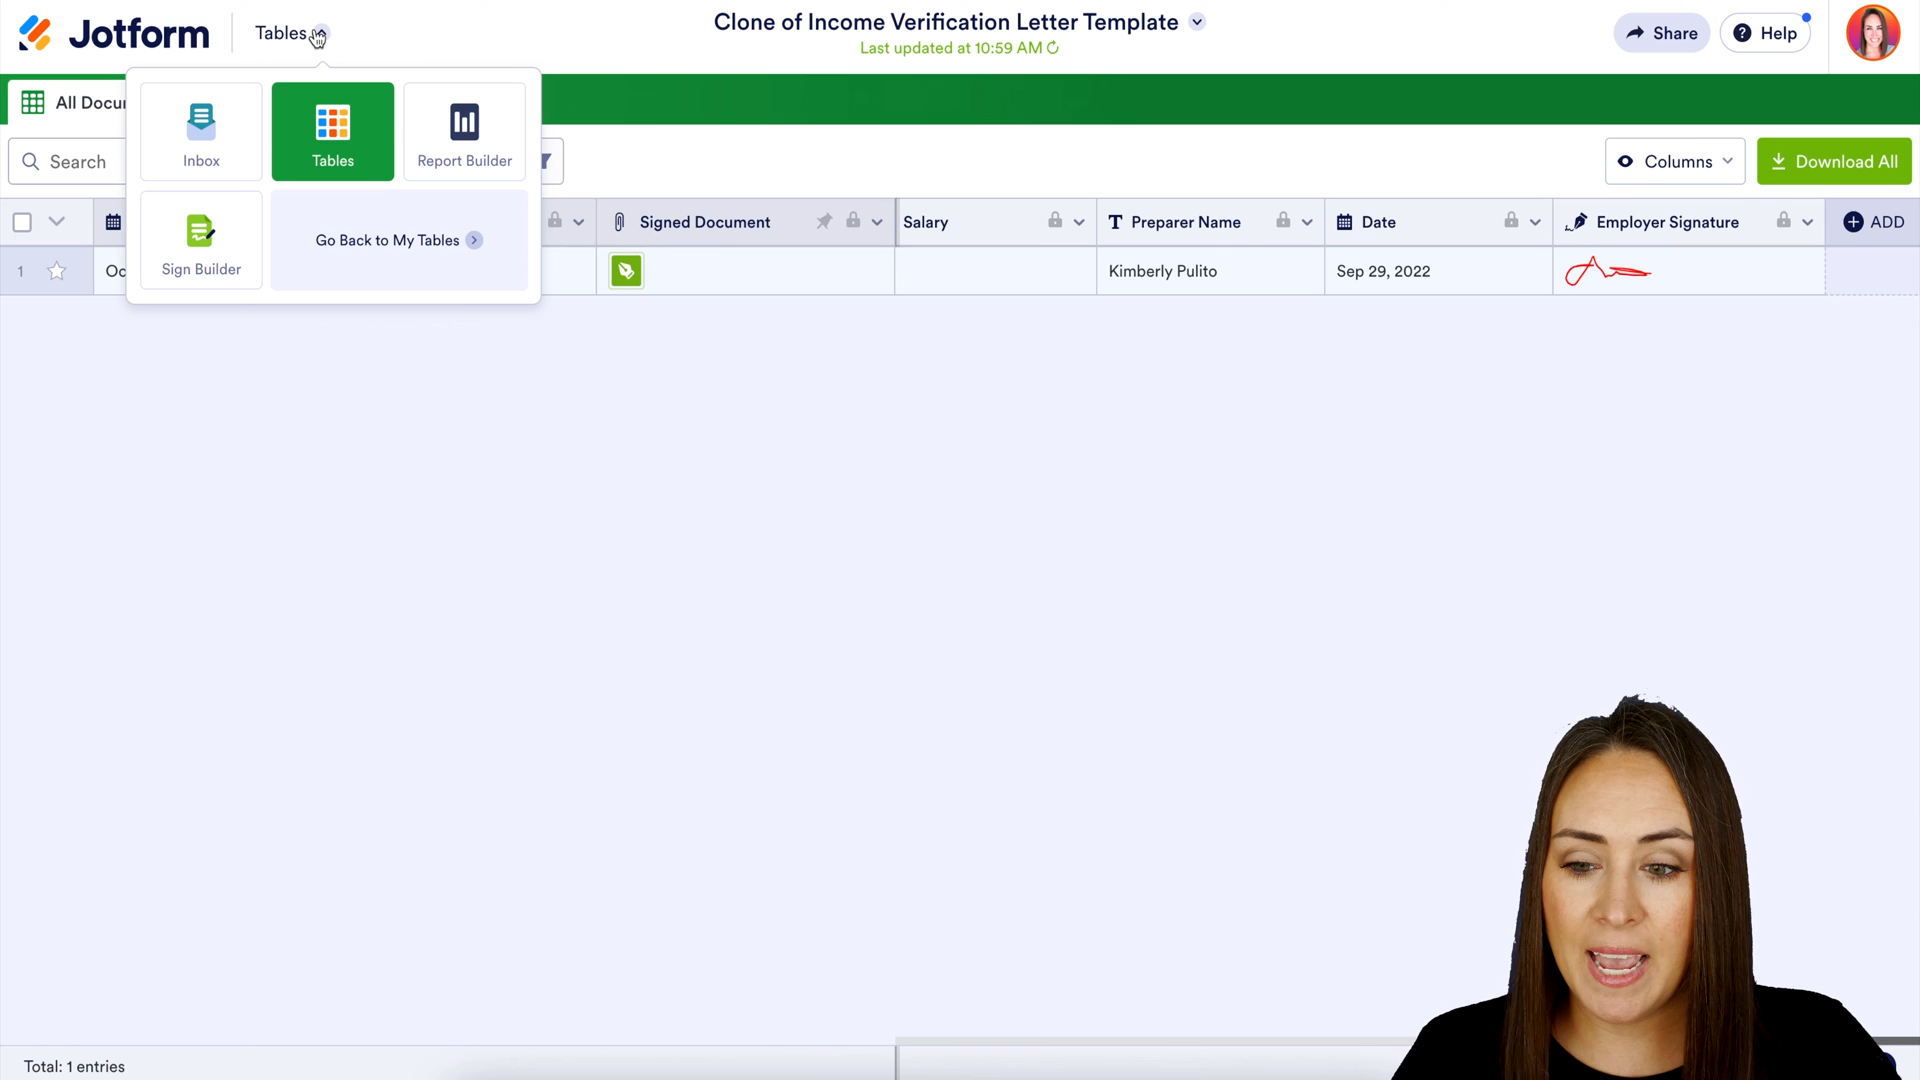 Jotform
Tables
Clone of Income Verification Letter Template
Last updated at 10:59 AM
Share
Help
All Docu
Inbox
Tables
Report Builder
Sign Builder
Go Back to My Tables
Search
Columns
Download All
Signed Document
Salary
Preparer Name
Date
Employer Signature
ADD
1
Oc
Kimberly Pulito
Sep 29, 2022
Total: 1 entries